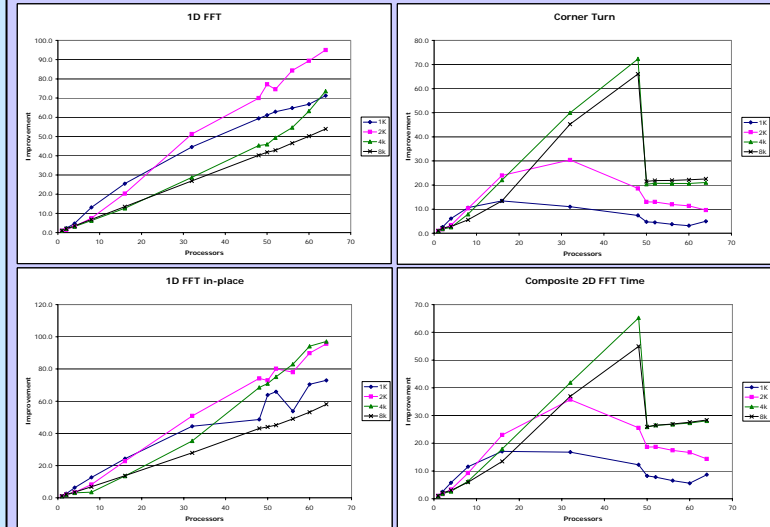 1D FFT
100.0
90.0
80.0
70.0
60.0
50.0
40.0
30.0
20.0
10.0
0.0
Improvement
0 10 20 30 40 50 60 70
Processors
1K
2K
4k
8k
Corner Turn
80.0
70.0
60.0
50.0
40.0
30.0
20.0
10.0
0.0
Improvement
0 10 20 30 40 50 60 70
Processors
1K
2K
4k
8k
1D FFT in-place
120.0
100.0
80.0
60.0
40.0
20.0
0.0
Improvement
0 10 20 30 40 50 60 70
Processors
1K
2K
4k
8k
Composite 2D FFT Time
70.0
60.0
50.0
40.0
30.0
20.0
10.0
0.0
Improvement
0 10 20 30 40 50 60 70
Processors
1K
2K
4k
8k